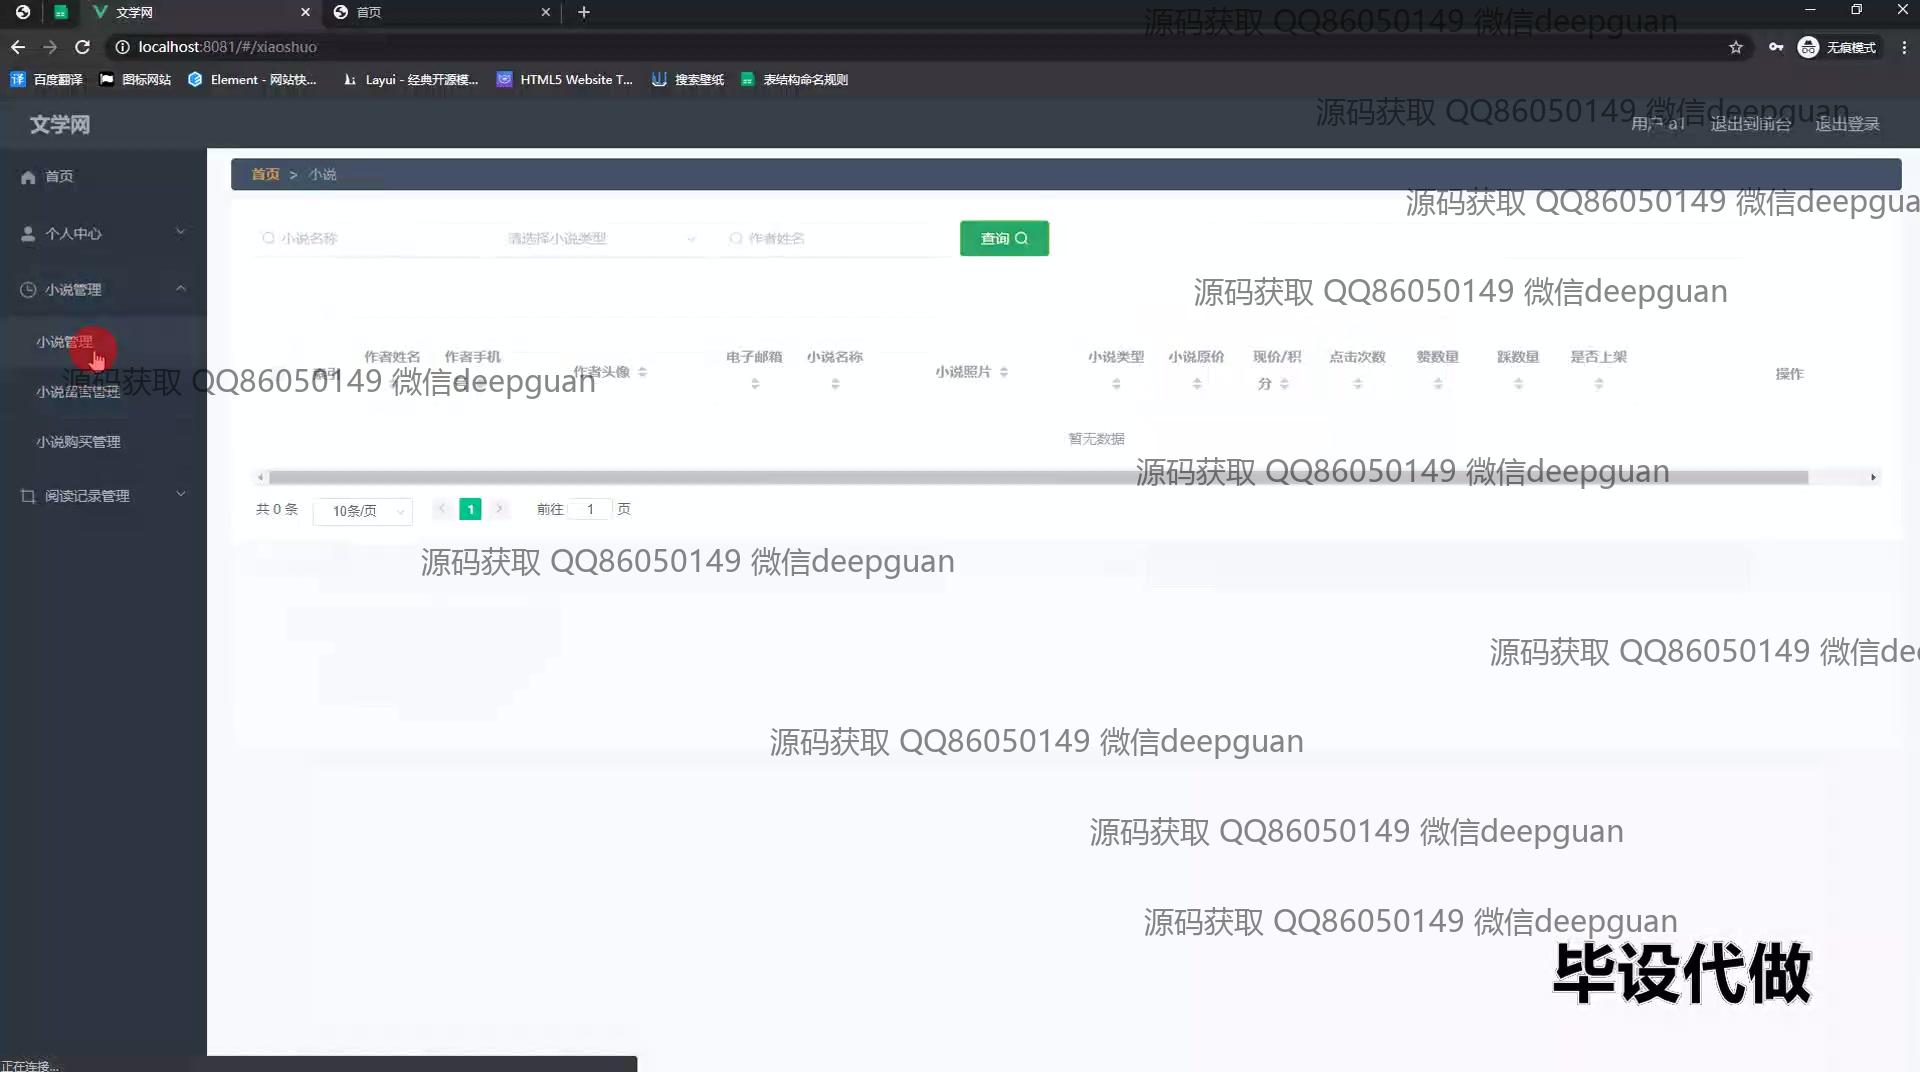 文学网
首页
源码获取 QQ86050149 微信deepguan
localhost:8081/#/xiaoshuo
无痕模式
百度翻译
图标网站
Element - 网站快...
Layui - 经典开源模...
HTML5 Website T...
搜索壁纸
表结构命名规则
文学网
源码获取 QQ86050149 微信deepguan
用户 a1
退出到前台
退出登录
首页
首页 > 小说
源码获取 QQ86050149 微信deepgua
个人中心
小说名称
请选择小说类型
作者姓名
查询
小说管理
源码获取 QQ86050149 微信deepguan
小说管理
索引
作者姓名
作者手机
作者头像
电子邮箱
小说名称
小说照片
小说类型
小说原价
现价/积分
点击次数
赞数量
踩数量
是否上架
操作
源码获取 QQ86050149 微信deepguan
小说留言管理
小说购买管理
暂无数据
源码获取 QQ86050149 微信deepguan
阅读记录管理
共 0 条
10条/页
1
前往 1 页
源码获取 QQ86050149 微信deepguan
源码获取 QQ86050149 微信dee
源码获取 QQ86050149 微信deepguan
源码获取 QQ86050149 微信deepguan
源码获取 QQ86050149 微信deepguan
毕设代做
正在连接...